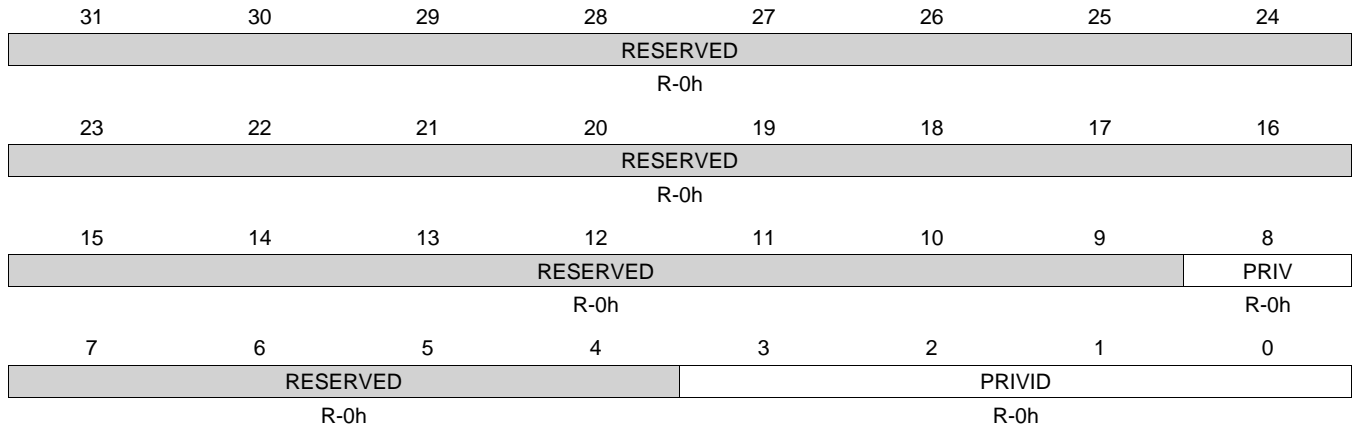 31 30 29 28 27 26 25 24
RESERVED
R-0h
23 22 21 20 19 18 17 16
RESERVED
R-0h
15 14 13 12 11 10 9 8
RESERVED PRIV
R-0h R-0h
7 6 5 4 3 2 1 0
RESERVED PRIVID
R-0h R-0h